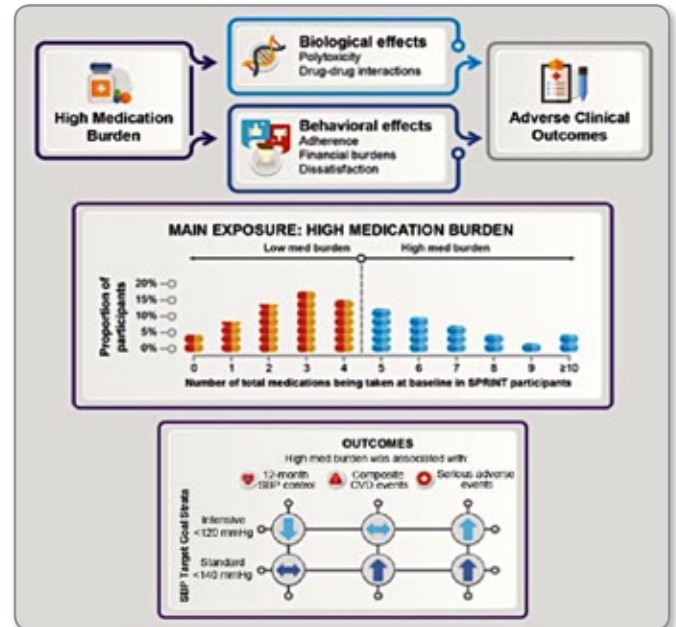 High Medication
Burden
Biological effects
Polytoxicity
Drug-drug interactions
Behavioral effects
Adherence
Financial burdens
Dissatisfaction
Adverse Clinical
Outcomes
MAIN EXPOSURE: HIGH MEDICATION BURDEN
Low med burden
High med burden
Proportion of
participants
20%
15%
10%
5%
0%
0 1 2 3 4 5 6 7 8 9 ≥10
Number of total medications being taken at baseline in SPRINT participants
OUTCOMES
High med burden was associated with:
12-month
SBP control
Composite
CVD events
Serious adverse
events
SBP Target Goal Strata
Intensive
<120 mmHg
Standard
<140 mmHg